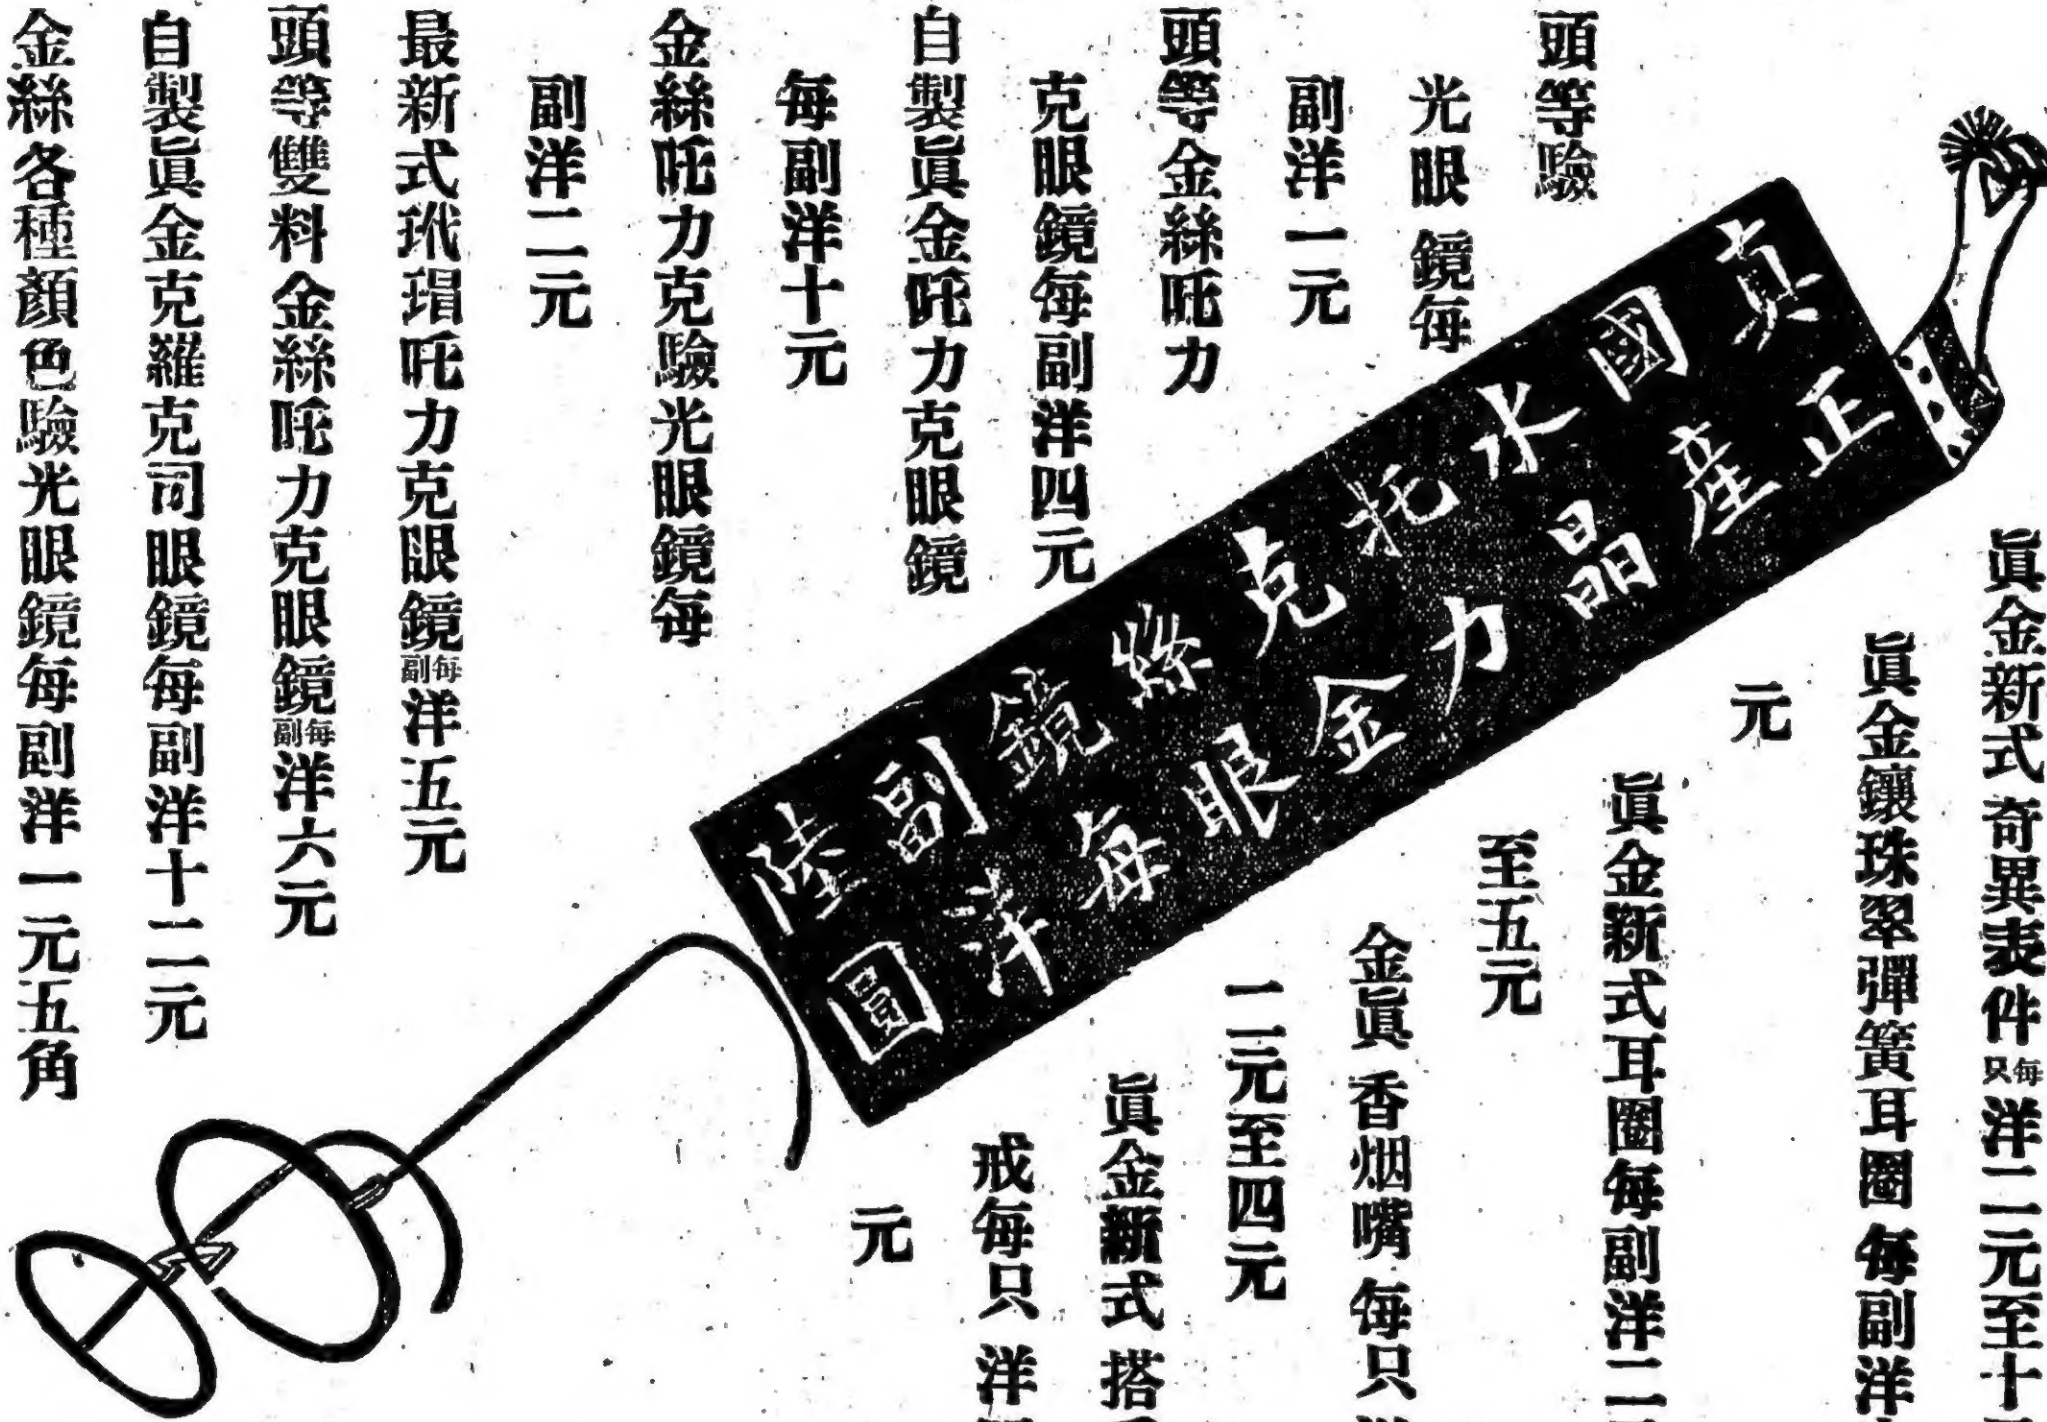 眞金新式奇異表件每只洋二元至十
眞金鑲珠翠彈簧耳圈每副洋
元
眞金新式耳圈每副洋二
至五元
金眞香烟嘴每只
二元至四元
眞金新式搭
戒每只洋
元
真正
國產
水晶
托力
克金
絲眼
鏡每
副洋
陸圓
頭等驗
光眼鏡每
副洋一元
頭等金絲吒力
克眼鏡每副洋四元
自製眞金吒力克眼鏡
每副洋十元
金絲吒力克驗光眼鏡每
副洋二元
最新式玳瑁吒力克眼鏡每副洋五元
頭等雙料金絲吒力克眼鏡每副洋六元
自製眞金克羅克司眼鏡每副洋十二元
金絲各種顏色驗光眼鏡每副洋一元五角